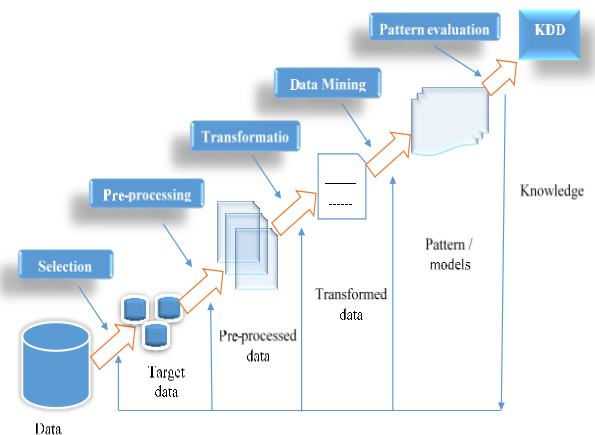 Pattern evaluation
KDD
Data Mining
Transformatio
Pre-processing
Selection
Knowledge
Pattern /
models
Transformed
data
Pre-processed
data
Target
data
Data